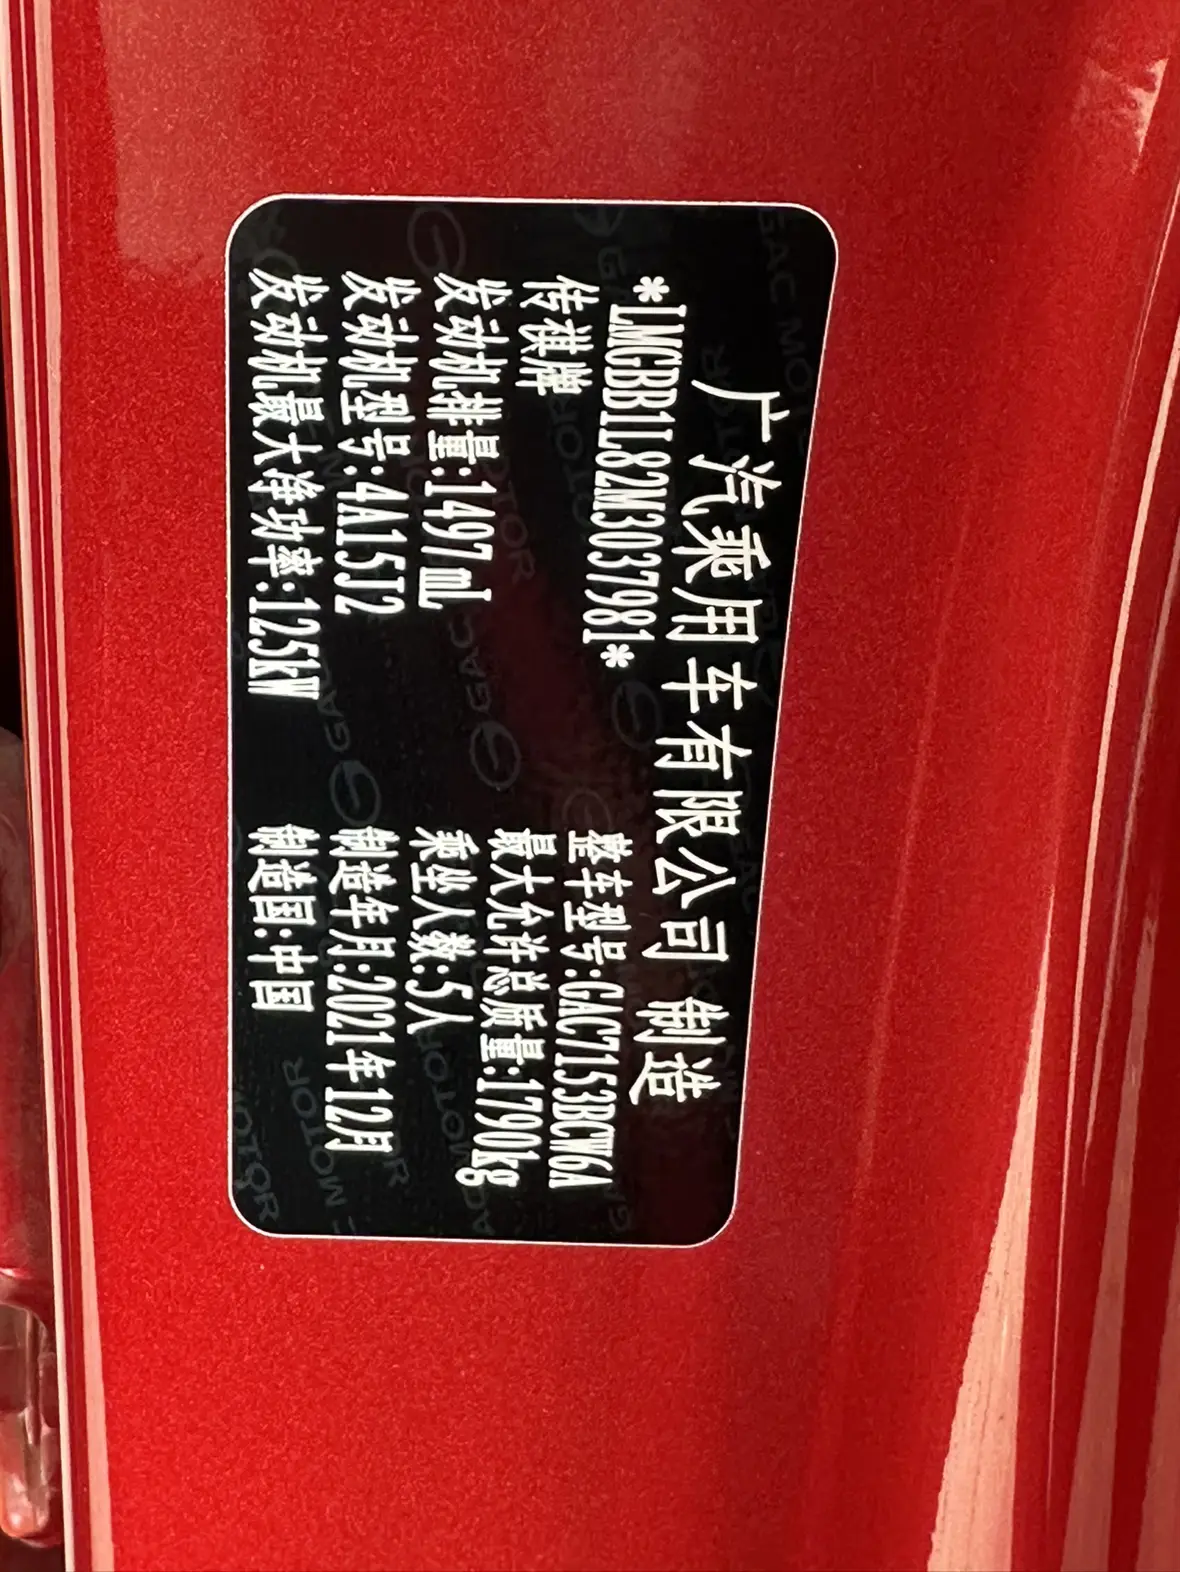 广汽乘用车有限公司 制造
*LMGBB1L82M3037981*
传祺牌
发动机排量:1497mL
发动机型号:4A15J2
发动机最大净功率:125kW
整车型号:GAC7153BCW6A
最大允许总质量:1790kg
乘坐人数:5人
制造年月:2021年12月
制造国:中国